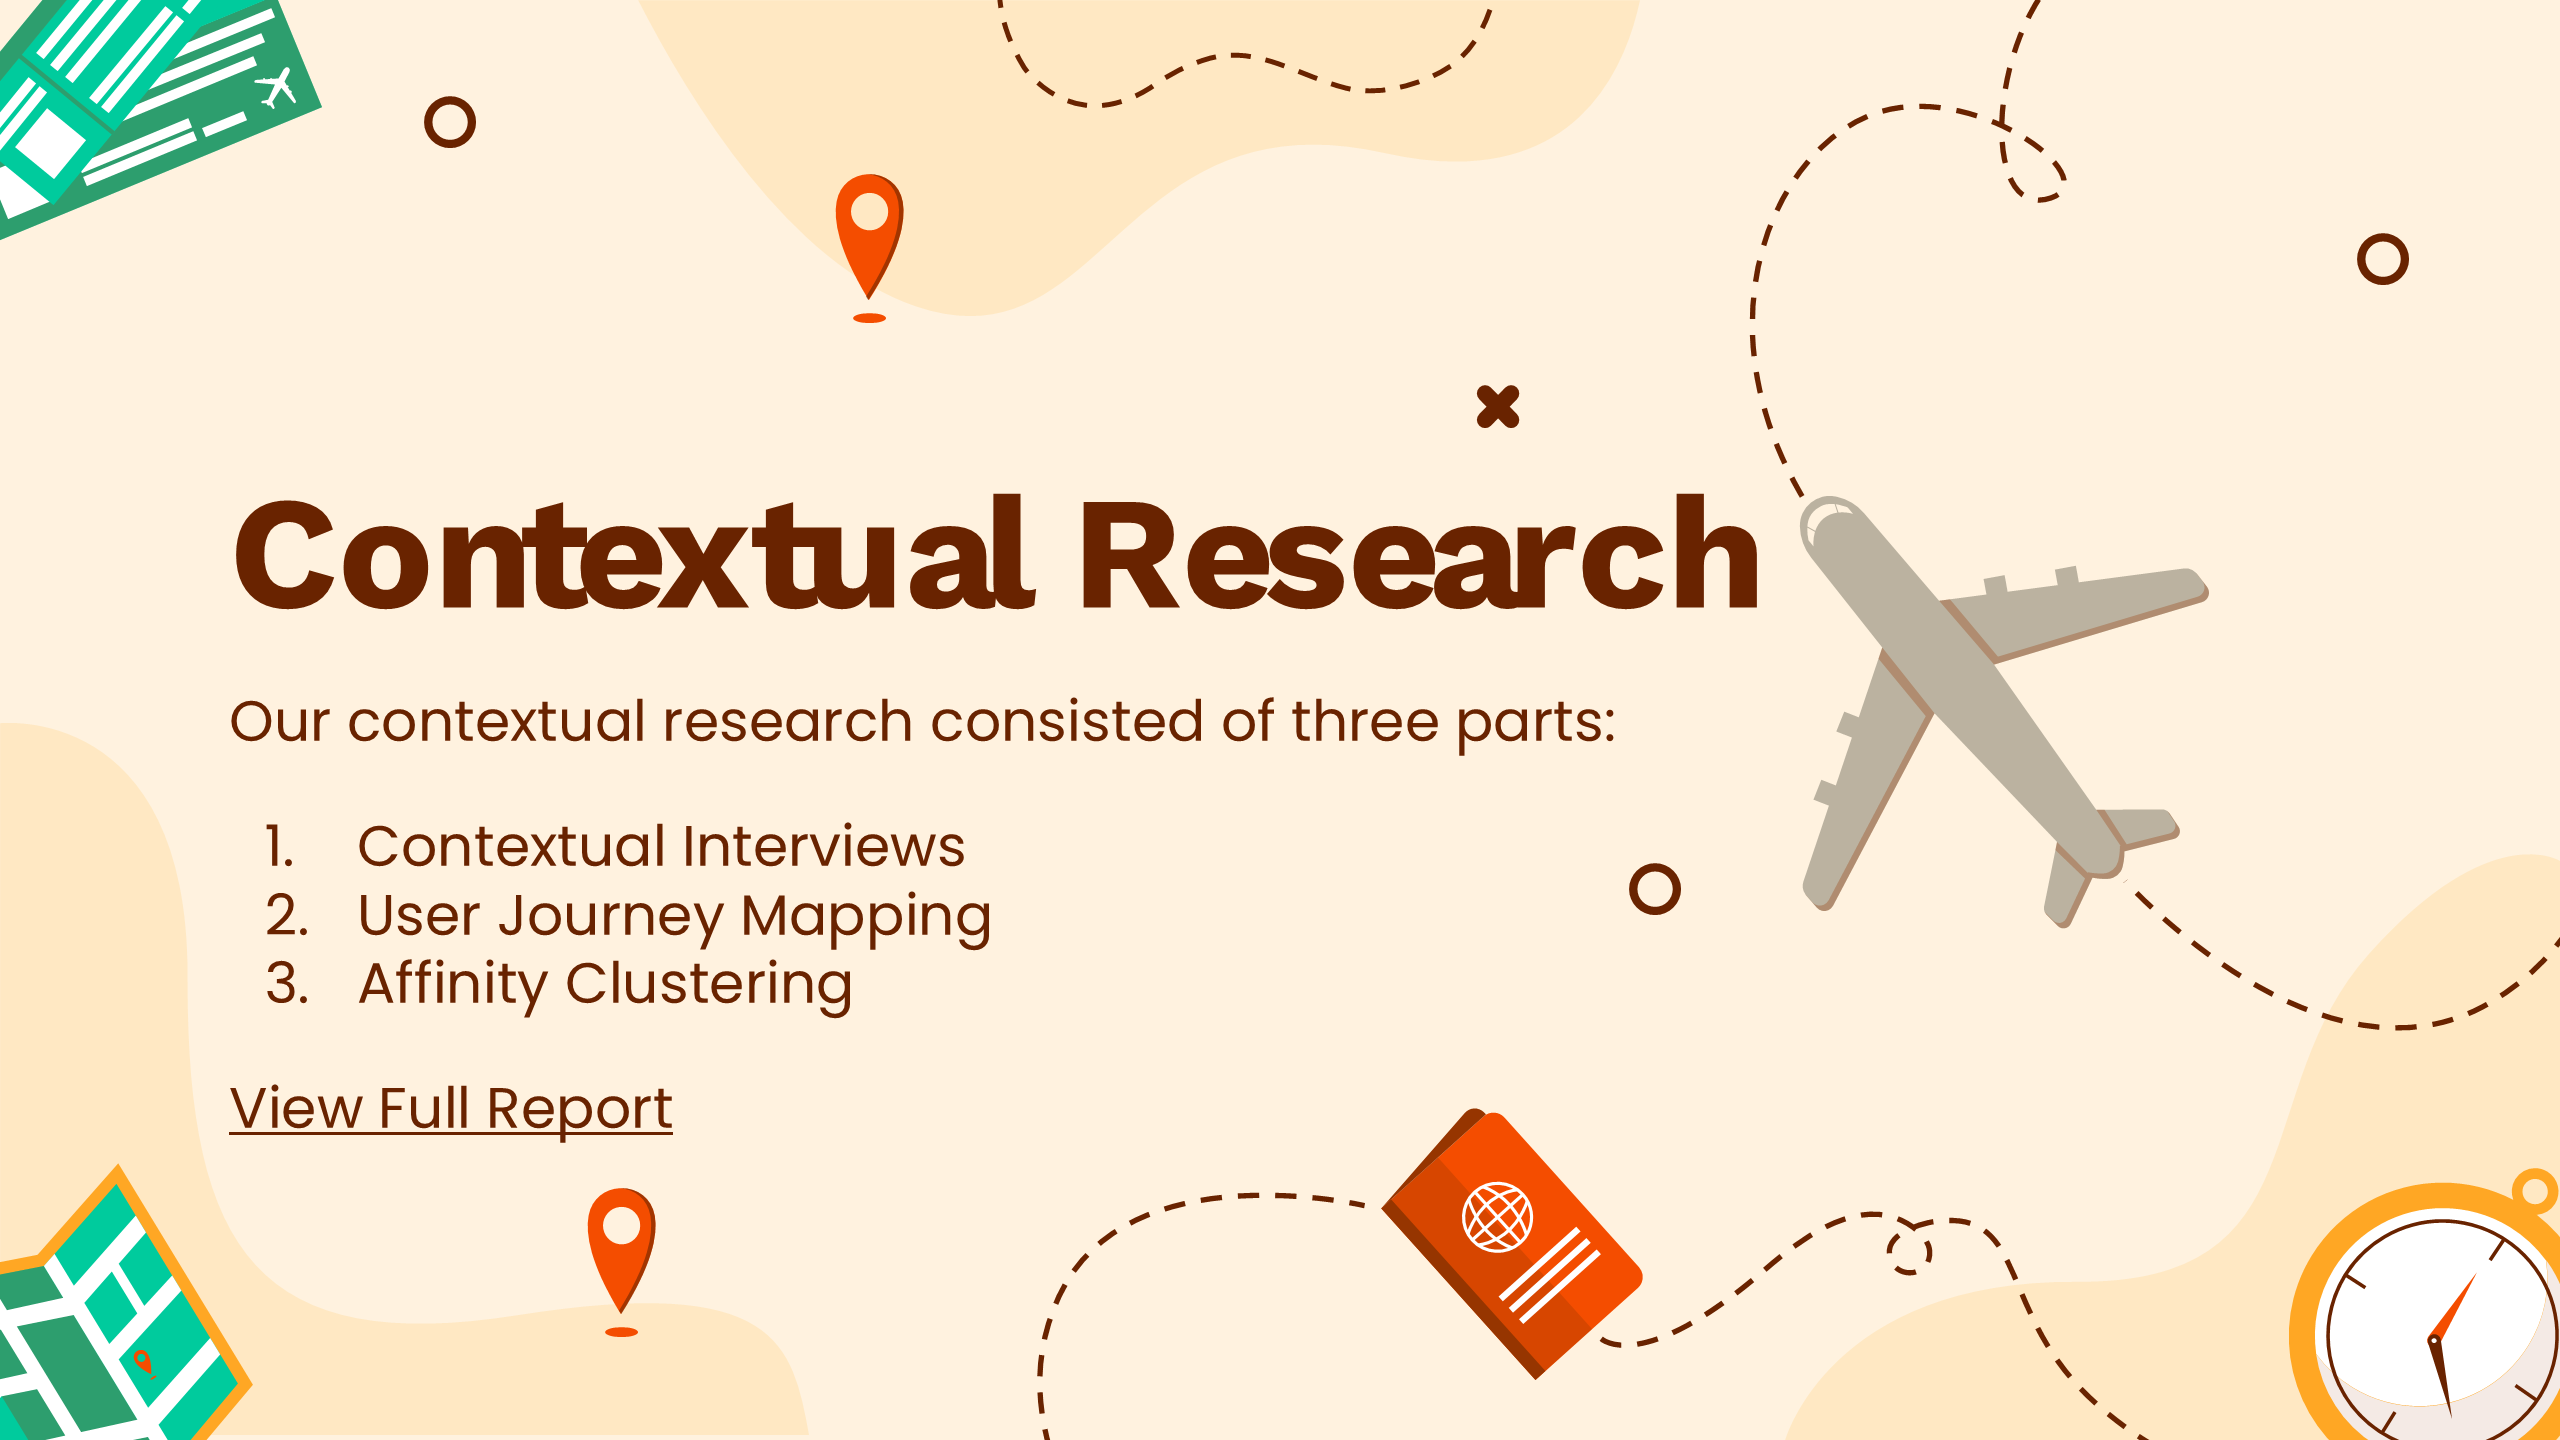 Contextual Research
Our contextual research consisted of three parts:
1. Contextual Interviews
2. User Journey Mapping
3. Affinity Clustering
View Full Report